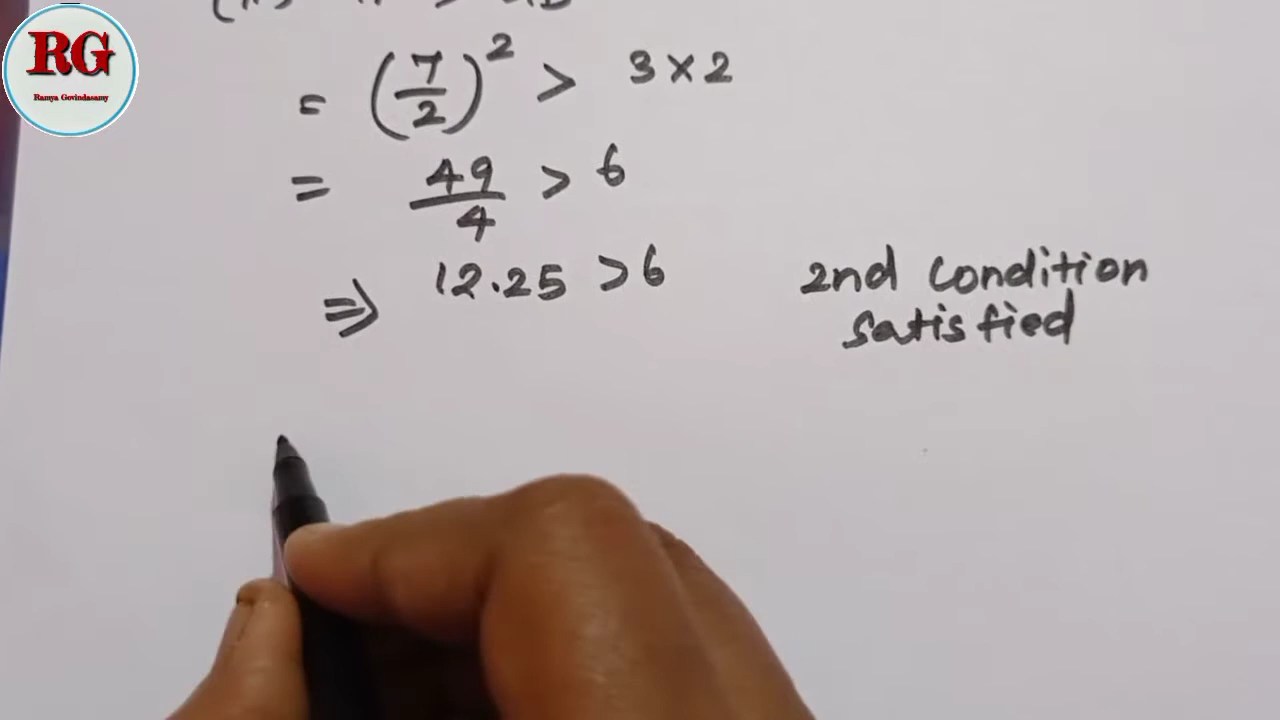 RG
Ramya Govindasamy
= (7/2)² > 3 × 2
= 49/4 > 6
⇒ 12.25 > 6
2nd condition
satisfied